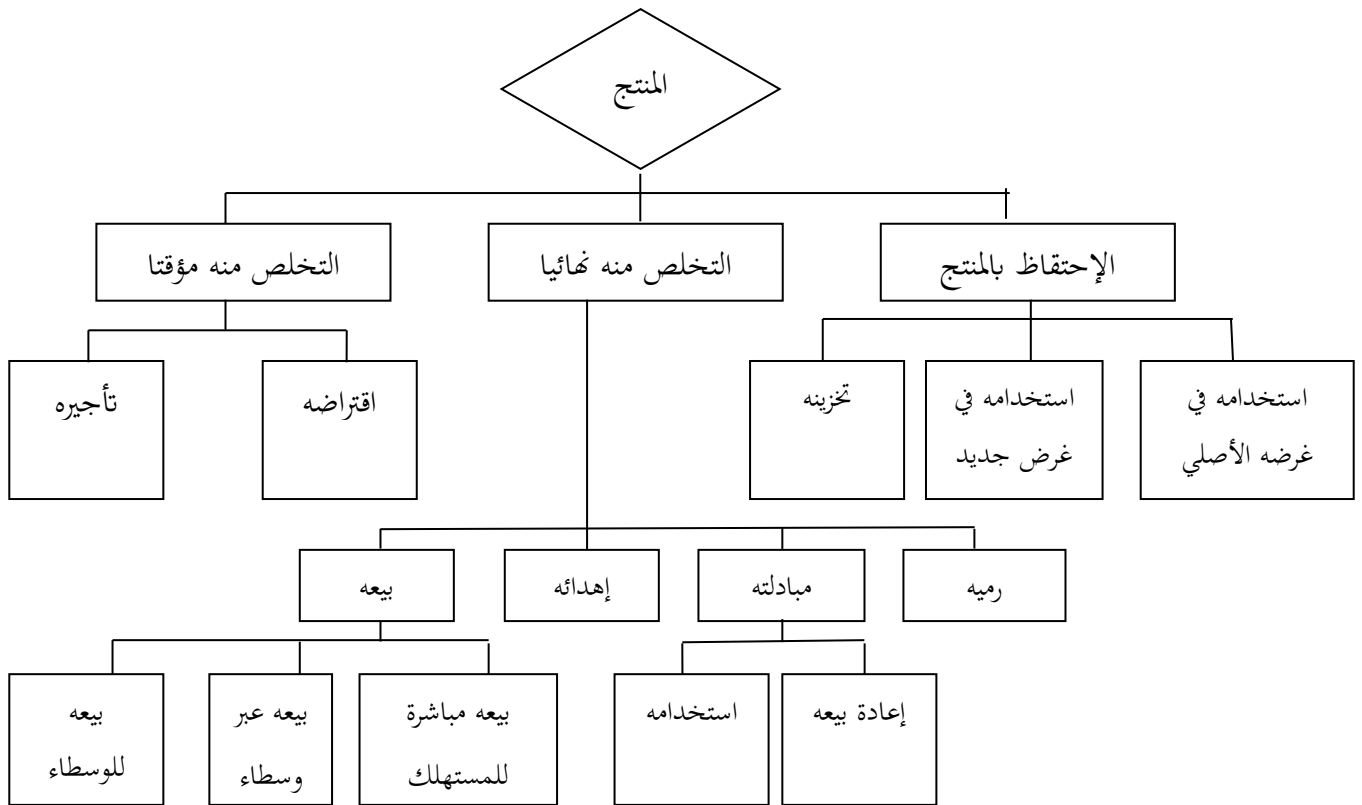 المنتج
الإحتقاظ بالمنتج
التخلص منه نهائيا
التخلص منه مؤقتا
استخدامه في
غرضه الأصلي
استخدامه في
غرض جديد
تخزينه
اقتراضه
تأجيره
رميه
مبادلته
إهدائه
بيعه
إعادة بيعه
استخدامه
بيعه مباشرة
للمستهلك
بيعه عبر
وسطاء
بيعه
للوسطاء